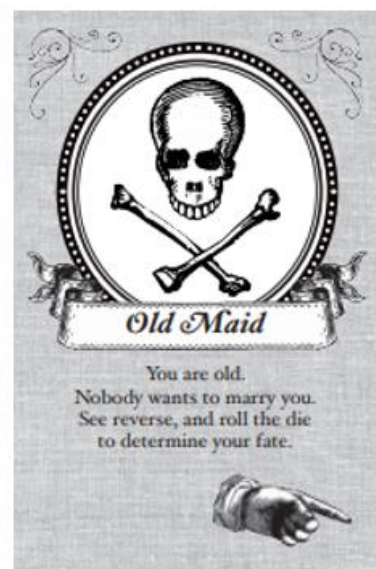 Old Maid
You are old.
Nobody wants to marry you.
See reverse, and roll the die
to determine your fate.